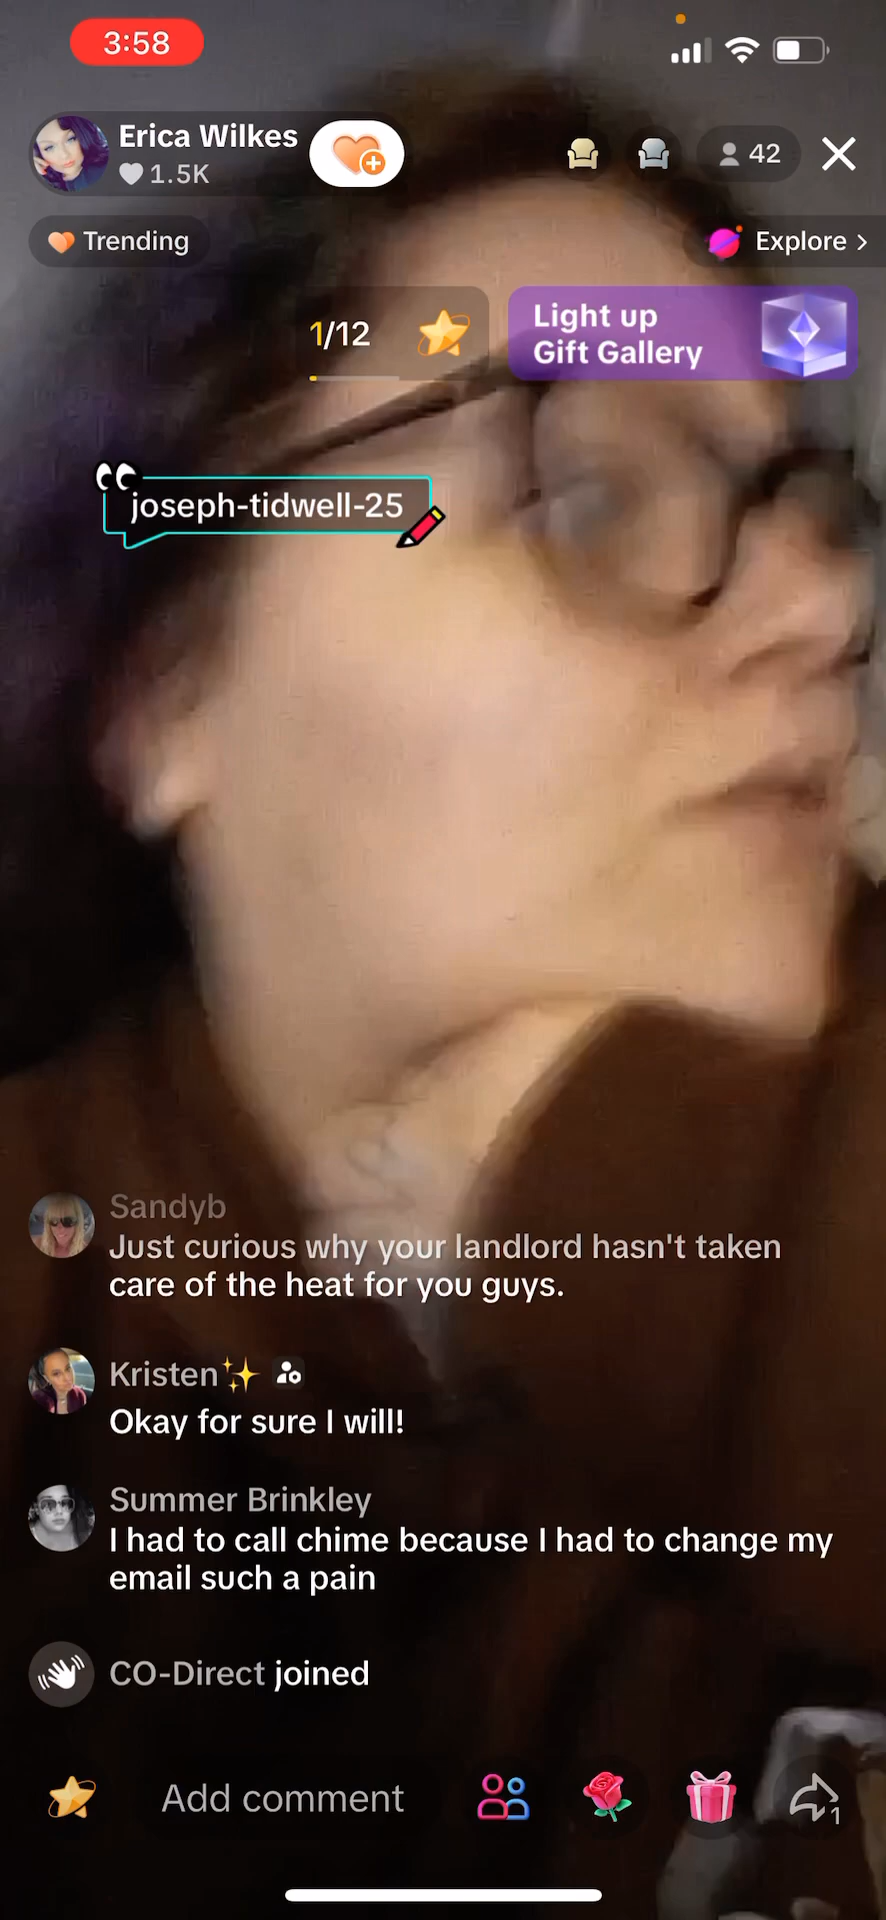 3:58
Erica Wilkes
1.5K
42
Trending
Explore >
1/12
Light up
Gift Gallery
joseph-tidwell-25
Sandyb
Just curious why your landlord hasn't taken
care of the heat for you guys.
Kristen✨
Okay for sure I will!
Summer Brinkley
I had to call chime because I had to change my
email such a pain
CO-Direct joined
Add comment
1